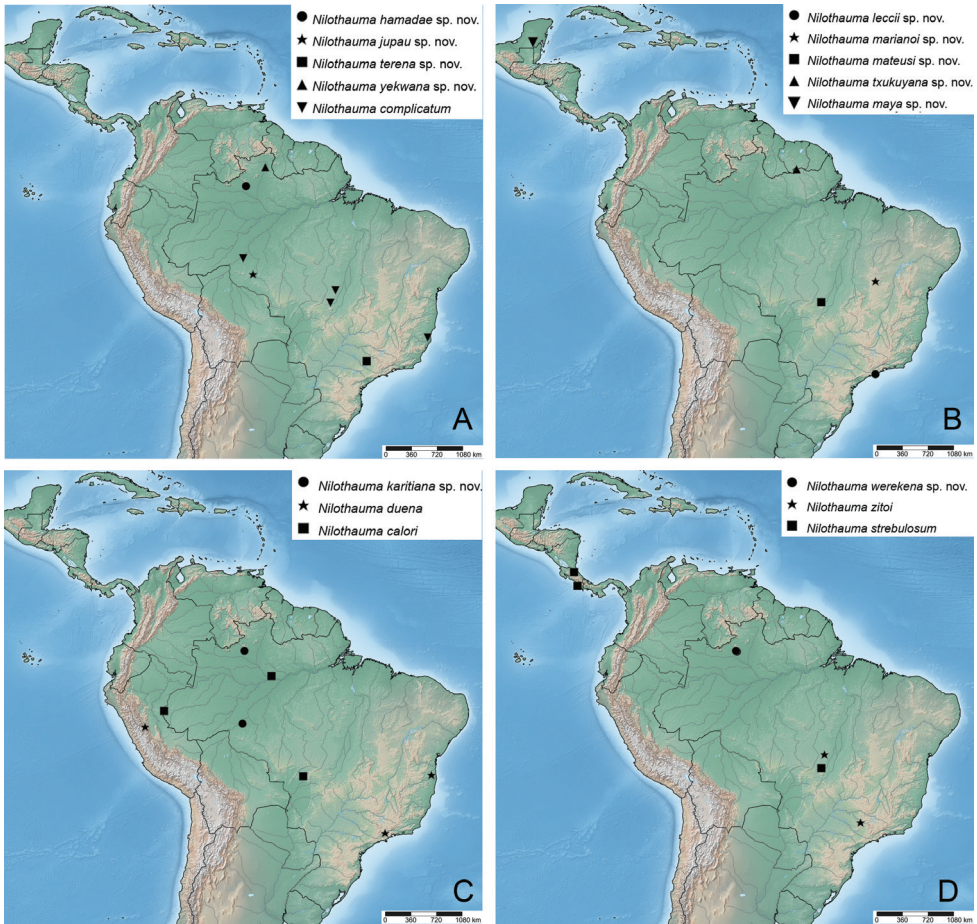 Nilothauma hamadae sp. nov.
Nilothauma jupau sp. nov.
Nilothauma terena sp. nov.
Nilothauma yekwana sp. nov.
Nilothauma complicatum
A
0 360 720 1080 km
Nilothauma leccii sp. nov.
Nilothauma marianoi sp. nov.
Nilothauma mateusi sp. nov.
Nilothauma txukuyana sp. nov.
Nilothauma maya sp. nov.
B
0 360 720 1080 km
Nilothauma karitiana sp. nov.
Nilothauma duena
Nilothauma calori
C
0 360 720 1080 km
Nilothauma werekena sp. nov.
Nilothauma zitoi
Nilothauma strebulosum
D
0 360 720 1080 km